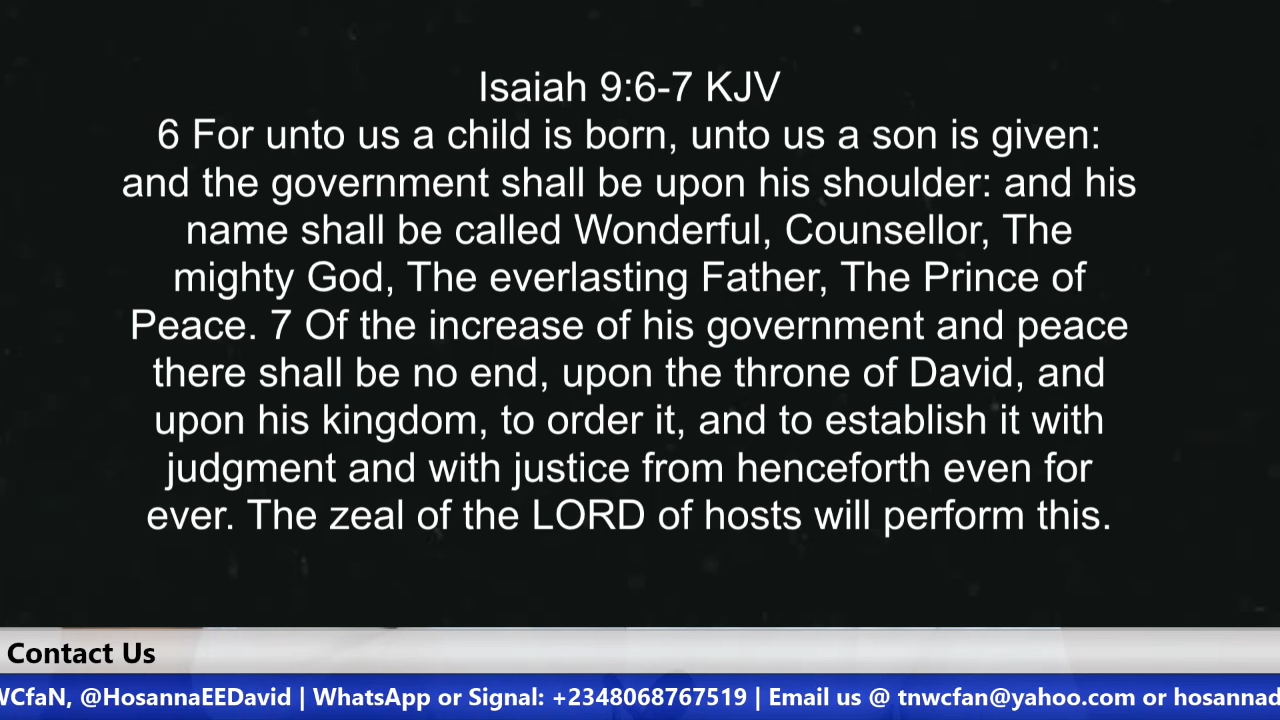 Isaiah 9:6-7 KJV
6 For unto us a child is born, unto us a son is given:
and the government shall be upon his shoulder: and his
name shall be called Wonderful, Counsellor, The
mighty God, The everlasting Father, The Prince of
Peace. 7 Of the increase of his government and peace
there shall be no end, upon the throne of David, and
upon his kingdom, to order it, and to establish it with
judgment and with justice from henceforth even for
ever. The zeal of the LORD of hosts will perform this.
Contact Us
@HosannaEEDavid | WhatsApp or Signal: +2348068767519 | Email us @ tnwcfan@yahoo.com or